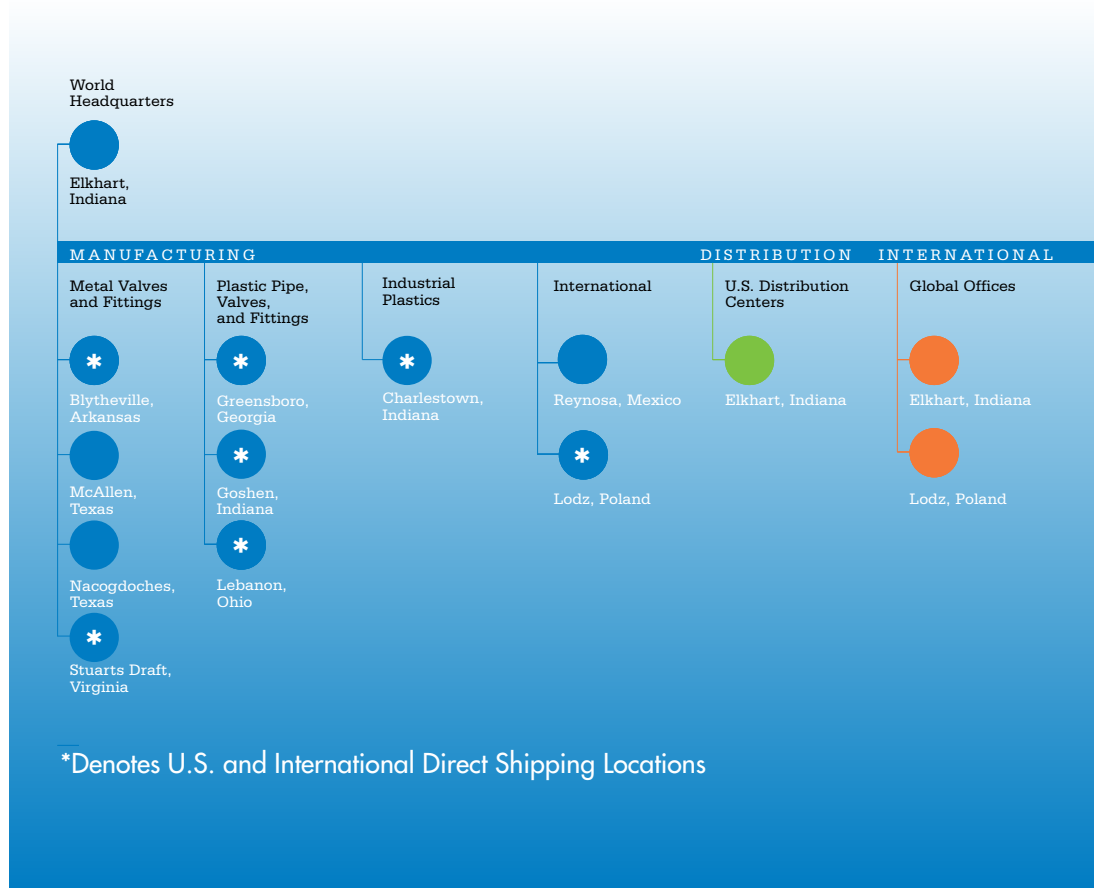 World
Headquarters
Elkhart,
Indiana
MANUFACTURING
DISTRIBUTION
INTERNATIONAL
Metal Valves
and Fittings
*
Blytheville,
Arkansas
McAllen,
Texas
Nacogdoches,
Texas
*
Stuarts Draft,
Virginia
Plastic Pipe,
Valves,
and Fittings
*
Greensboro,
Georgia
*
Goshen,
Indiana
*
Lebanon,
Ohio
Industrial
Plastics
*
Charlestown,
Indiana
International
Reynosa, Mexico
*
Lodz, Poland
U.S. Distribution
Centers
Elkhart, Indiana
Global Offices
Elkhart, Indiana
Lodz, Poland
*Denotes U.S. and International Direct Shipping Locations